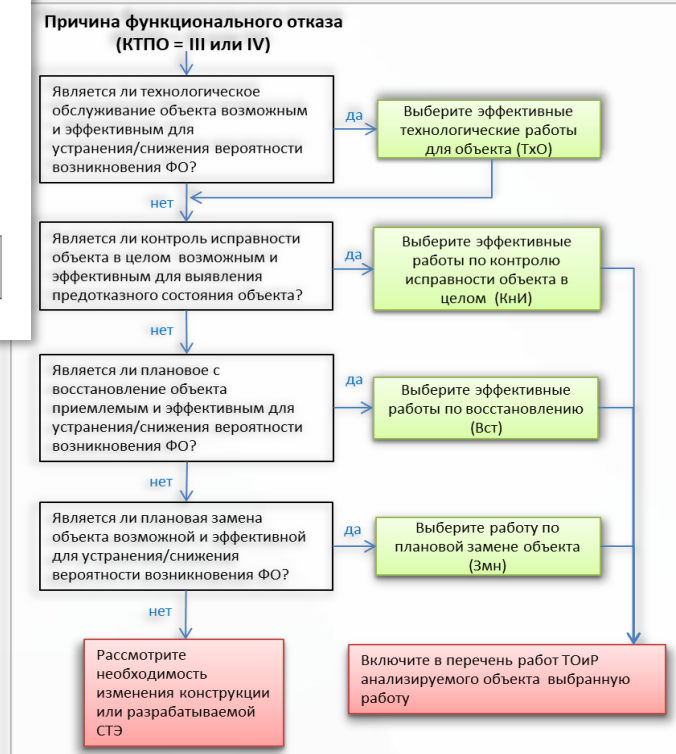 Причина функционального отказа
(КТПО = III или IV)
Является ли технологическое
обслуживание объекта возможным
и эффективным для
устранения/снижения вероятности
возникновения ФО?
да
Выберите эффективные
технологические работы
для объекта (ТхО)
нет
Является ли контроль исправности
объекта в целом возможным и
эффективным для выявления
предотказного состояния объекта?
да
Выберите эффективные
работы по контролю
исправности объекта в
целом (КнИ)
нет
Является ли плановое с
восстановление объекта
приемлемым и эффективным для
устранения/снижения вероятности
возникновения ФО?
да
Выберите эффективные
работы по восстановлению
(Вст)
нет
Является ли плановая замена
объекта возможной и эффективной
для устранения/снижения
вероятности возникновения ФО?
да
Выберите работу по
плановой замене объекта
(Змн)
нет
Рассмотрите
необходимость
изменения конструкции
или разрабатываемой
СТЭ
Включите в перечень работ ТОиР
анализируемого объекта выбранную
работу